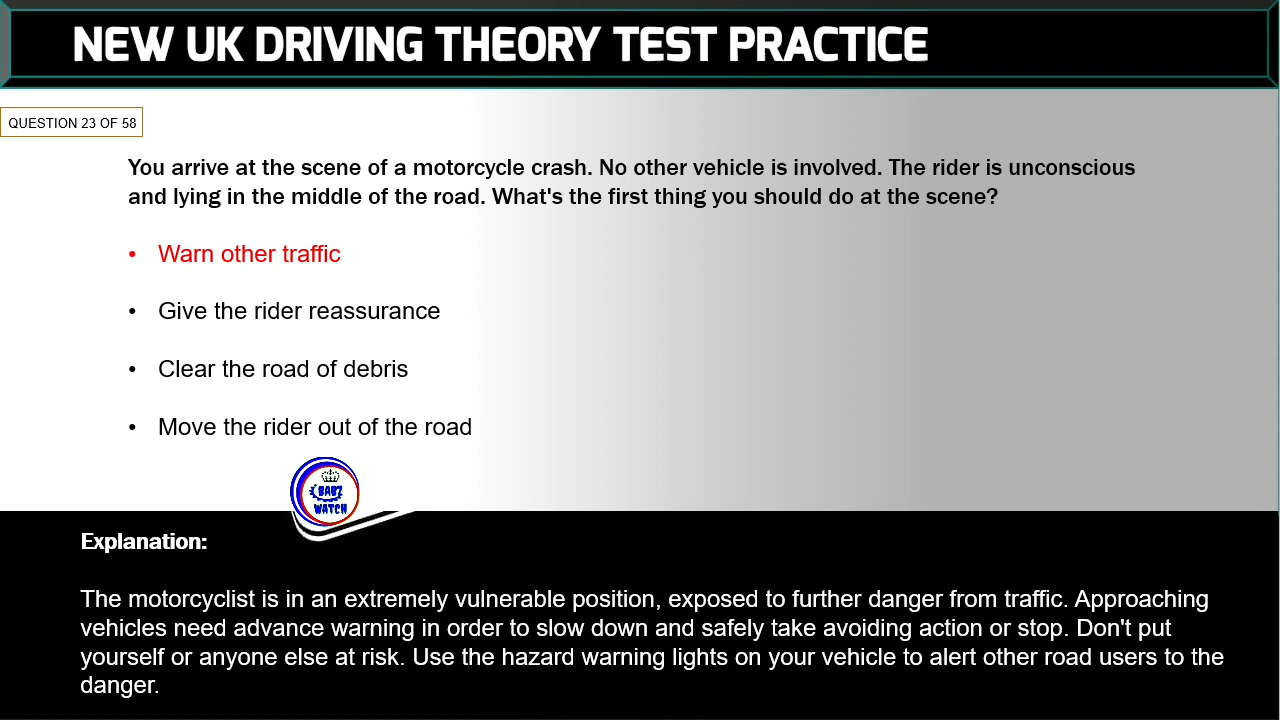 NEW UK DRIVING THEORY TEST PRACTICE
QUESTION 23 OF 58
You arrive at the scene of a motorcycle crash. No other vehicle is involved. The rider is unconscious
and lying in the middle of the road. What's the first thing you should do at the scene?
• Warn other traffic
• Give the rider reassurance
• Clear the road of debris
• Move the rider out of the road
BABZ
WATCH
Explanation:
The motorcyclist is in an extremely vulnerable position, exposed to further danger from traffic. Approaching
vehicles need advance warning in order to slow down and safely take avoiding action or stop. Don't put
yourself or anyone else at risk. Use the hazard warning lights on your vehicle to alert other road users to the
danger.